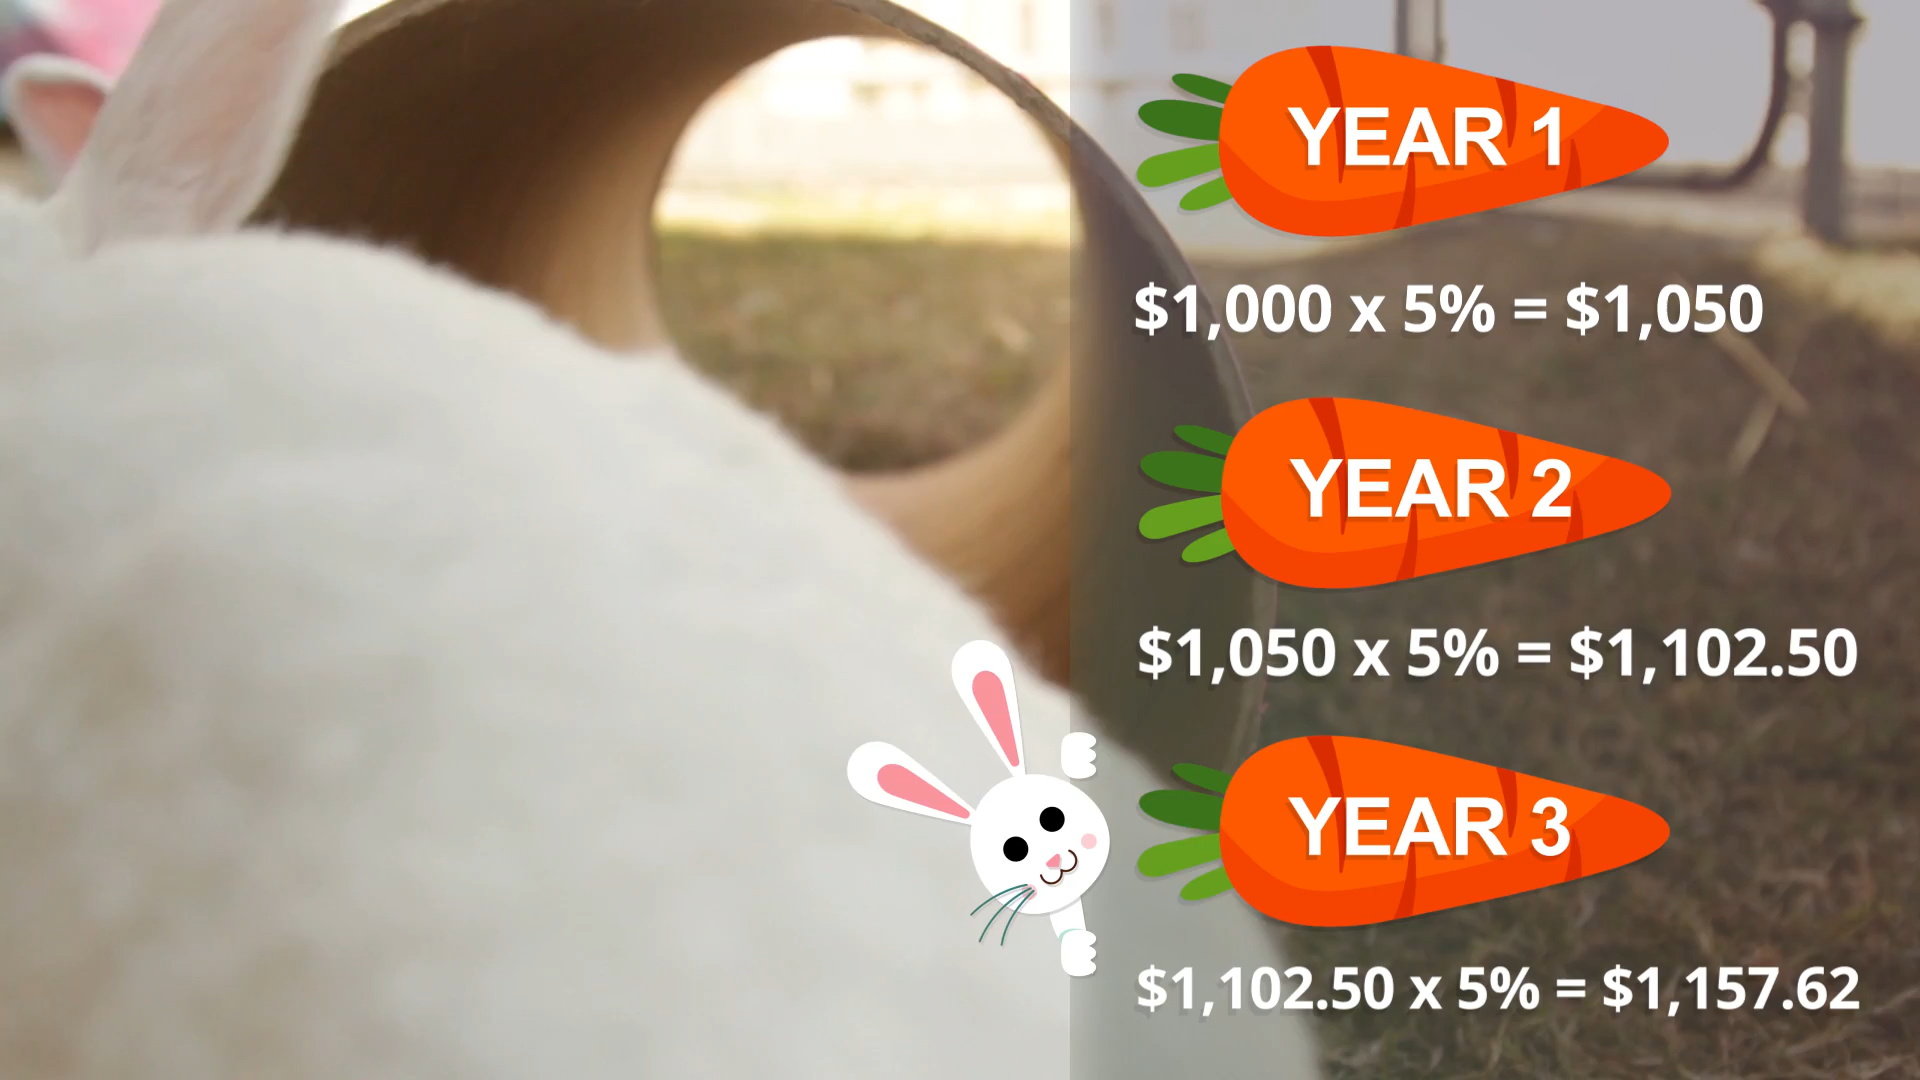 YEAR 1
$1,000 x 5% = $1,050
YEAR 2
$1,050 x 5% = $1,102.50
YEAR 3
$1,102.50 x 5% = $1,157.62